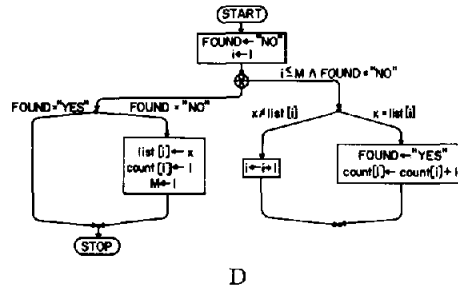 START
FOUND←"NO"
i←1
i≤M ∧ FOUND="NO"
FOUND="YES"
FOUND = "NO"
x≠list[i]
x = list[i]
list[i]←x
count[i]←1
M←1
i←i+1
FOUND←"YES"
count[i]← count[i]+1
STOP
D